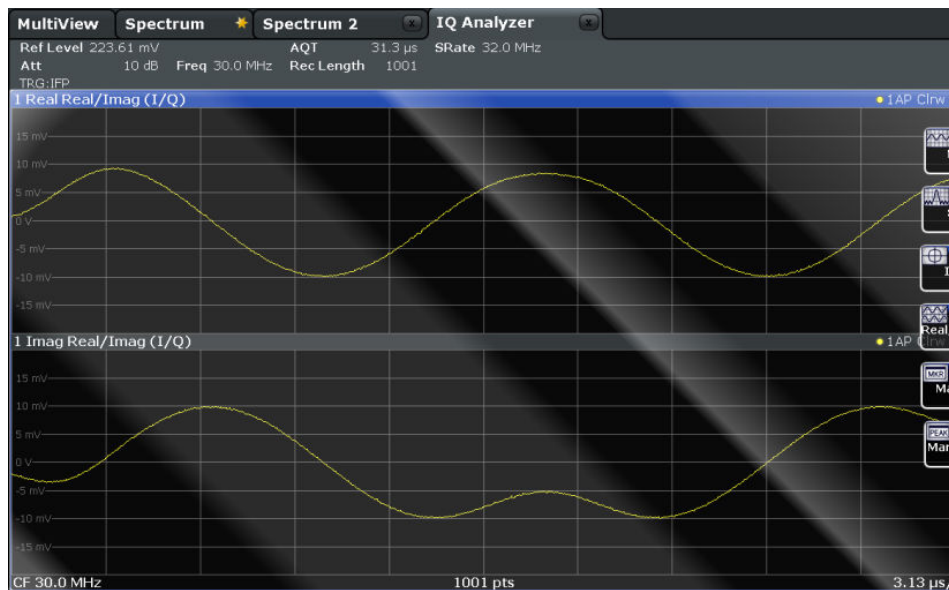 MultiView Spectrum Spectrum 2 x IQ Analyzer x
Ref Level 223.61 mV AQT 31.3 µs SRate 32.0 MHz
Att 10 dB Freq 30.0 MHz Rec Length 1001
TRG:IFP
1 Real Real/Imag (I/Q) 1AP Clrw
15 mV
10 mV
5 mV
0 V
-5 mV
-10 mV
-15 mV
Real
1 Imag Real/Imag (I/Q) 1AP Clrw
15 mV
MKR
Ma
10 mV
5 mV
PEAK
Mar
0 V
-5 mV
-10 mV
-15 mV
CF 30.0 MHz 1001 pts 3.13 µs/